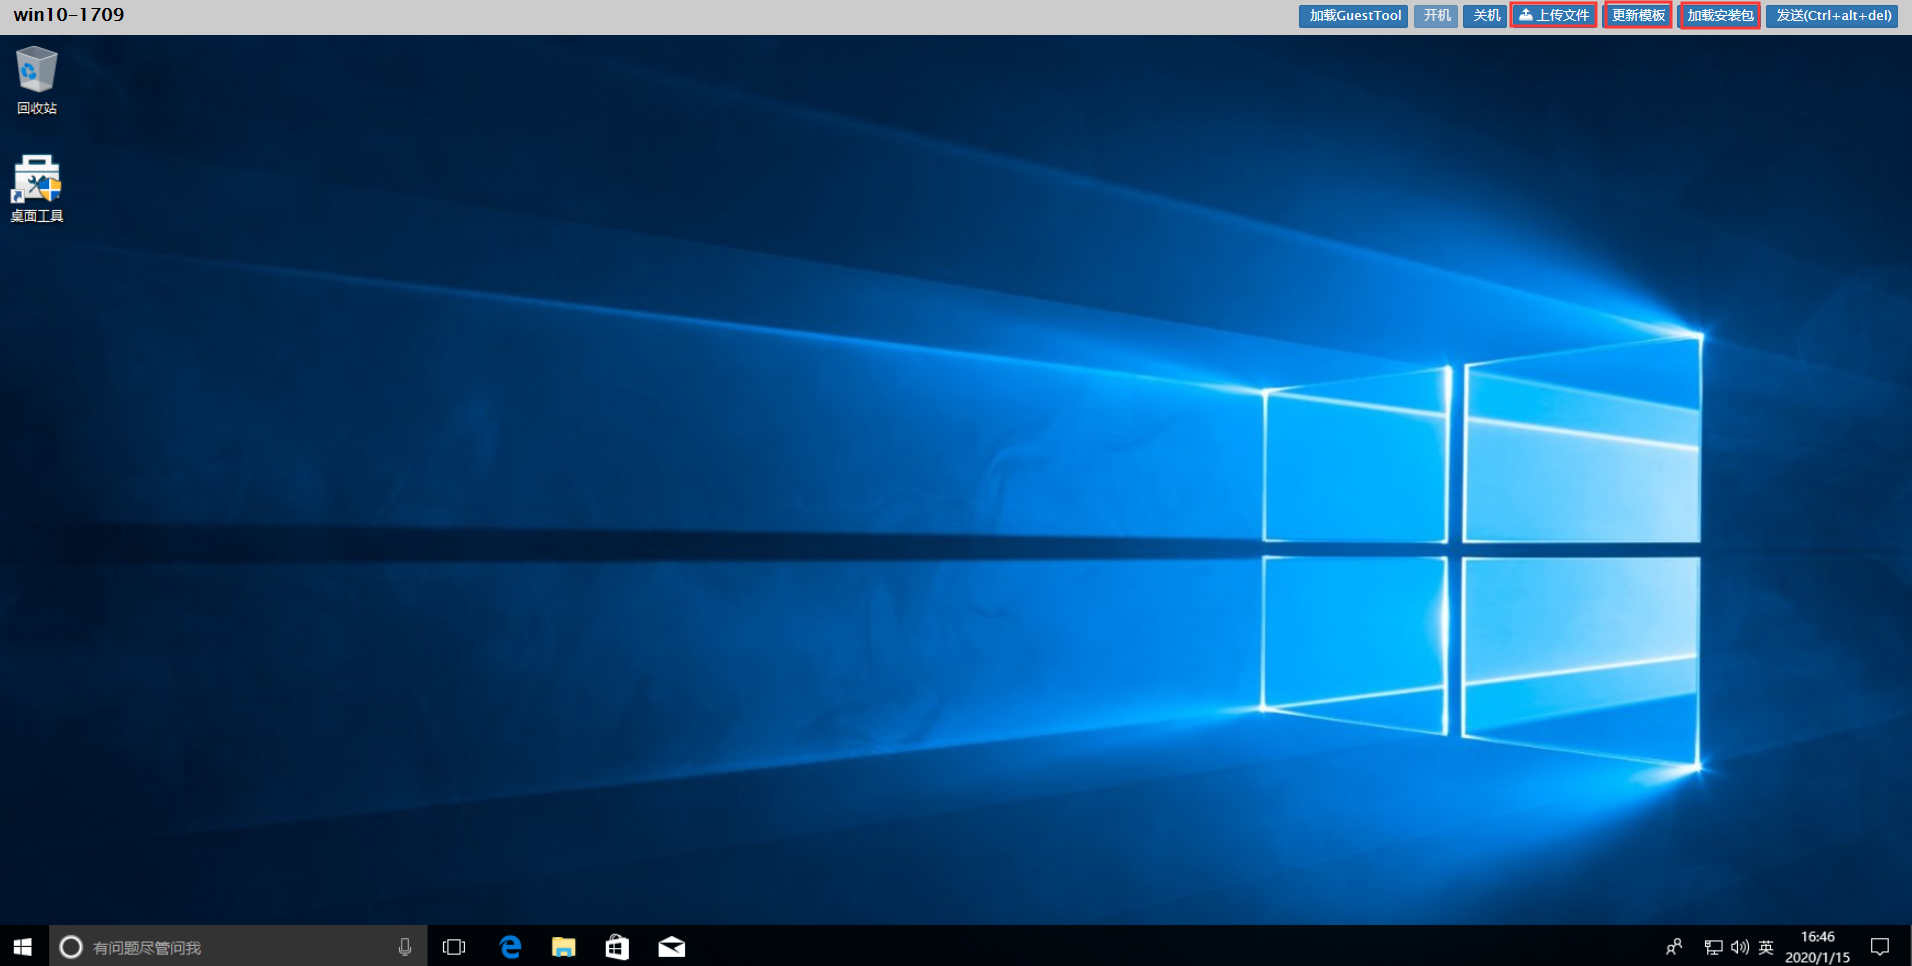 win10-1709
加载GuestTool
开机
关机
上传文件
更新模板
加载安装包
发送(Ctrl+alt+del)
回收站
桌面工具
有问题尽管问我
英
16:46
2020/1/15